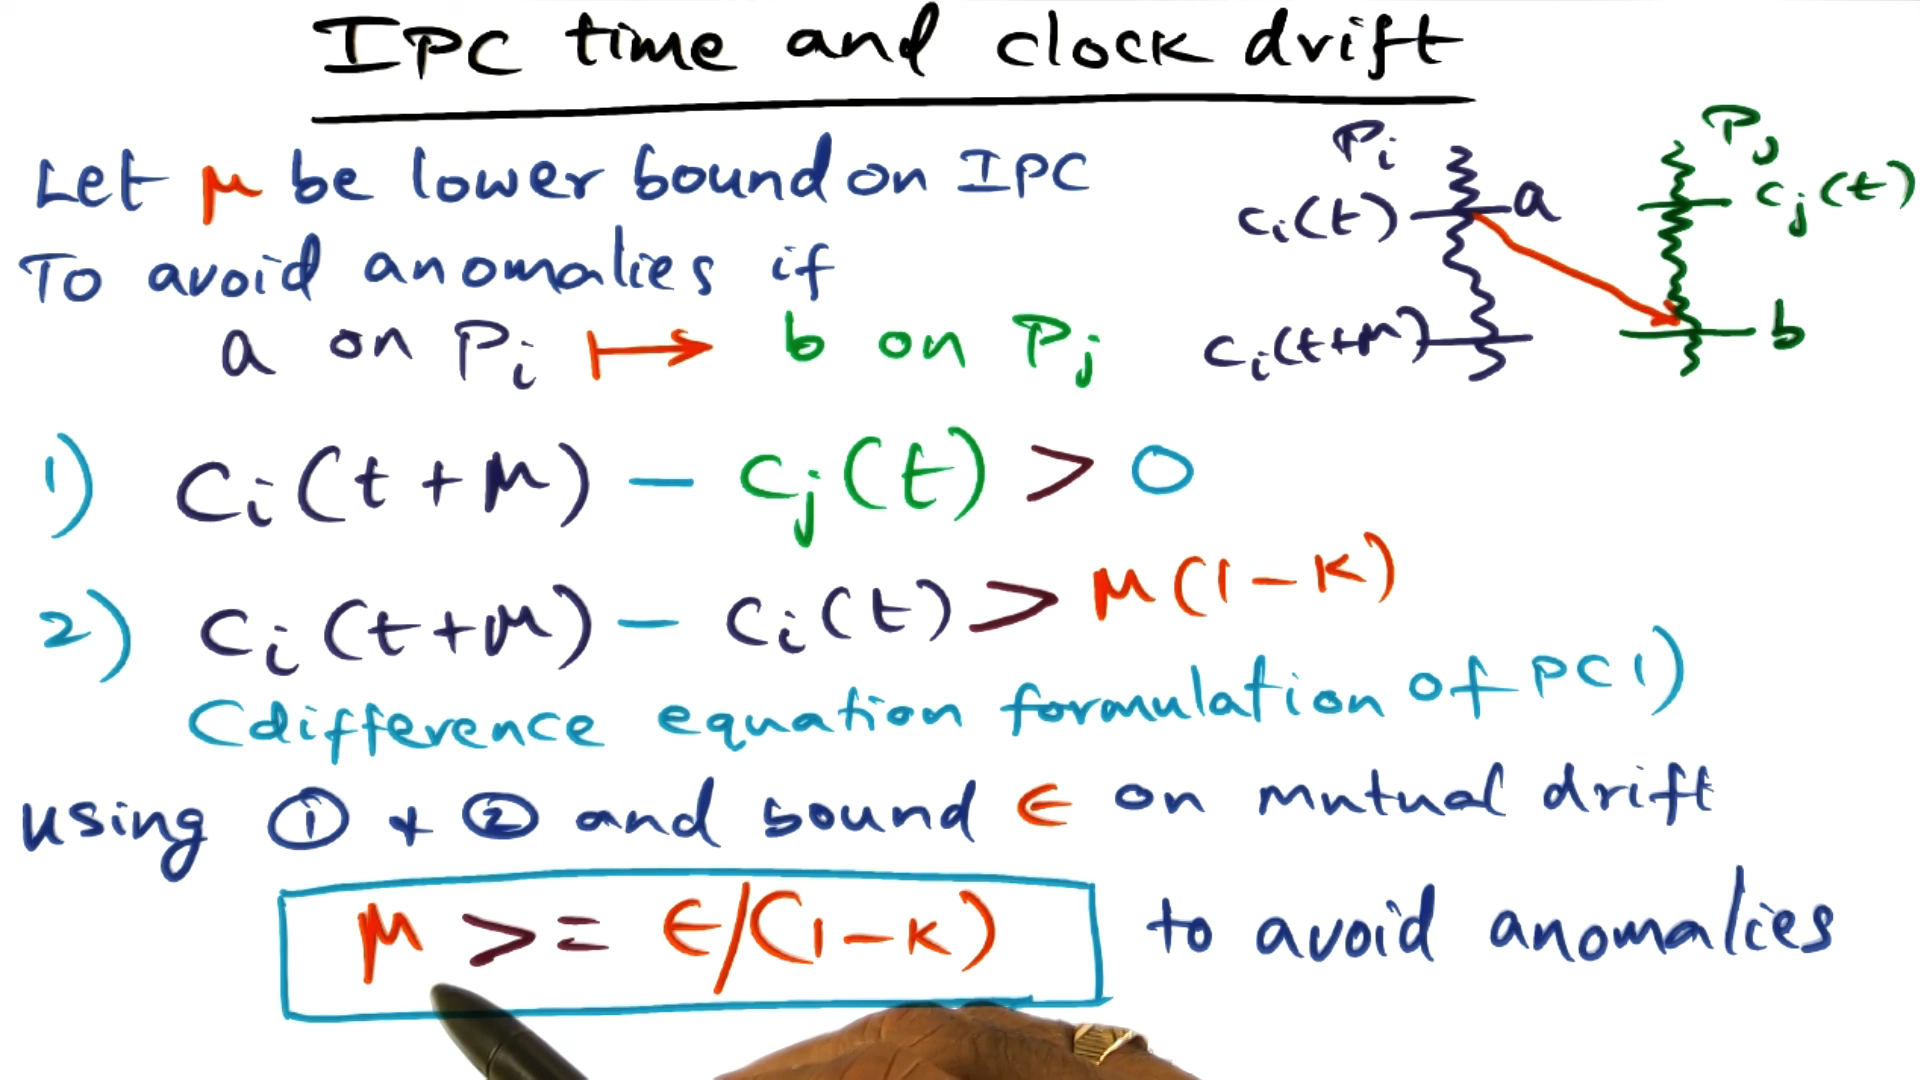 IPC time and clock drift
Let μ be lower bound on IPC
To avoid anomalies if
a on Pi ↦ b on Pj
Pi
Pj
ci(t)
a
cj(t)
ci(t+μ)
b
1) Ci(t+μ) - Cj(t) > 0
2) Ci(t+μ) - Ci(t) > μ(1-K)
(difference equation formulation of PC1)
using ① + ② and bound ϵ on mutual drift
μ >= ϵ/(1-K) to avoid anomalies